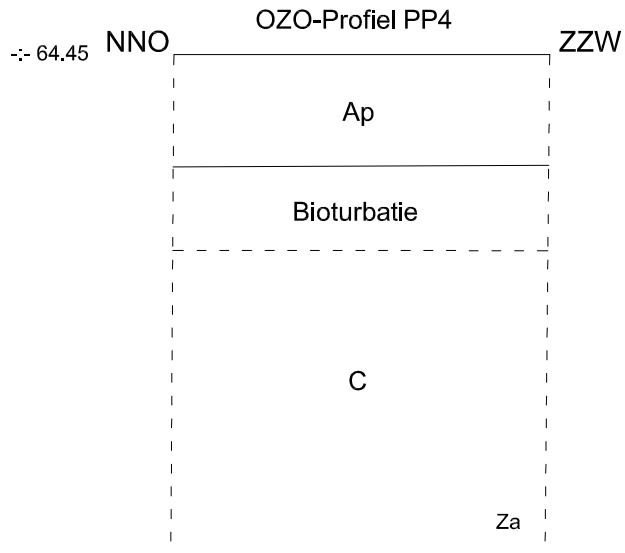 OZO-Profiel PP4
-:- 64.45 NNO ZZW
Ap
Bioturbatie
C
Za